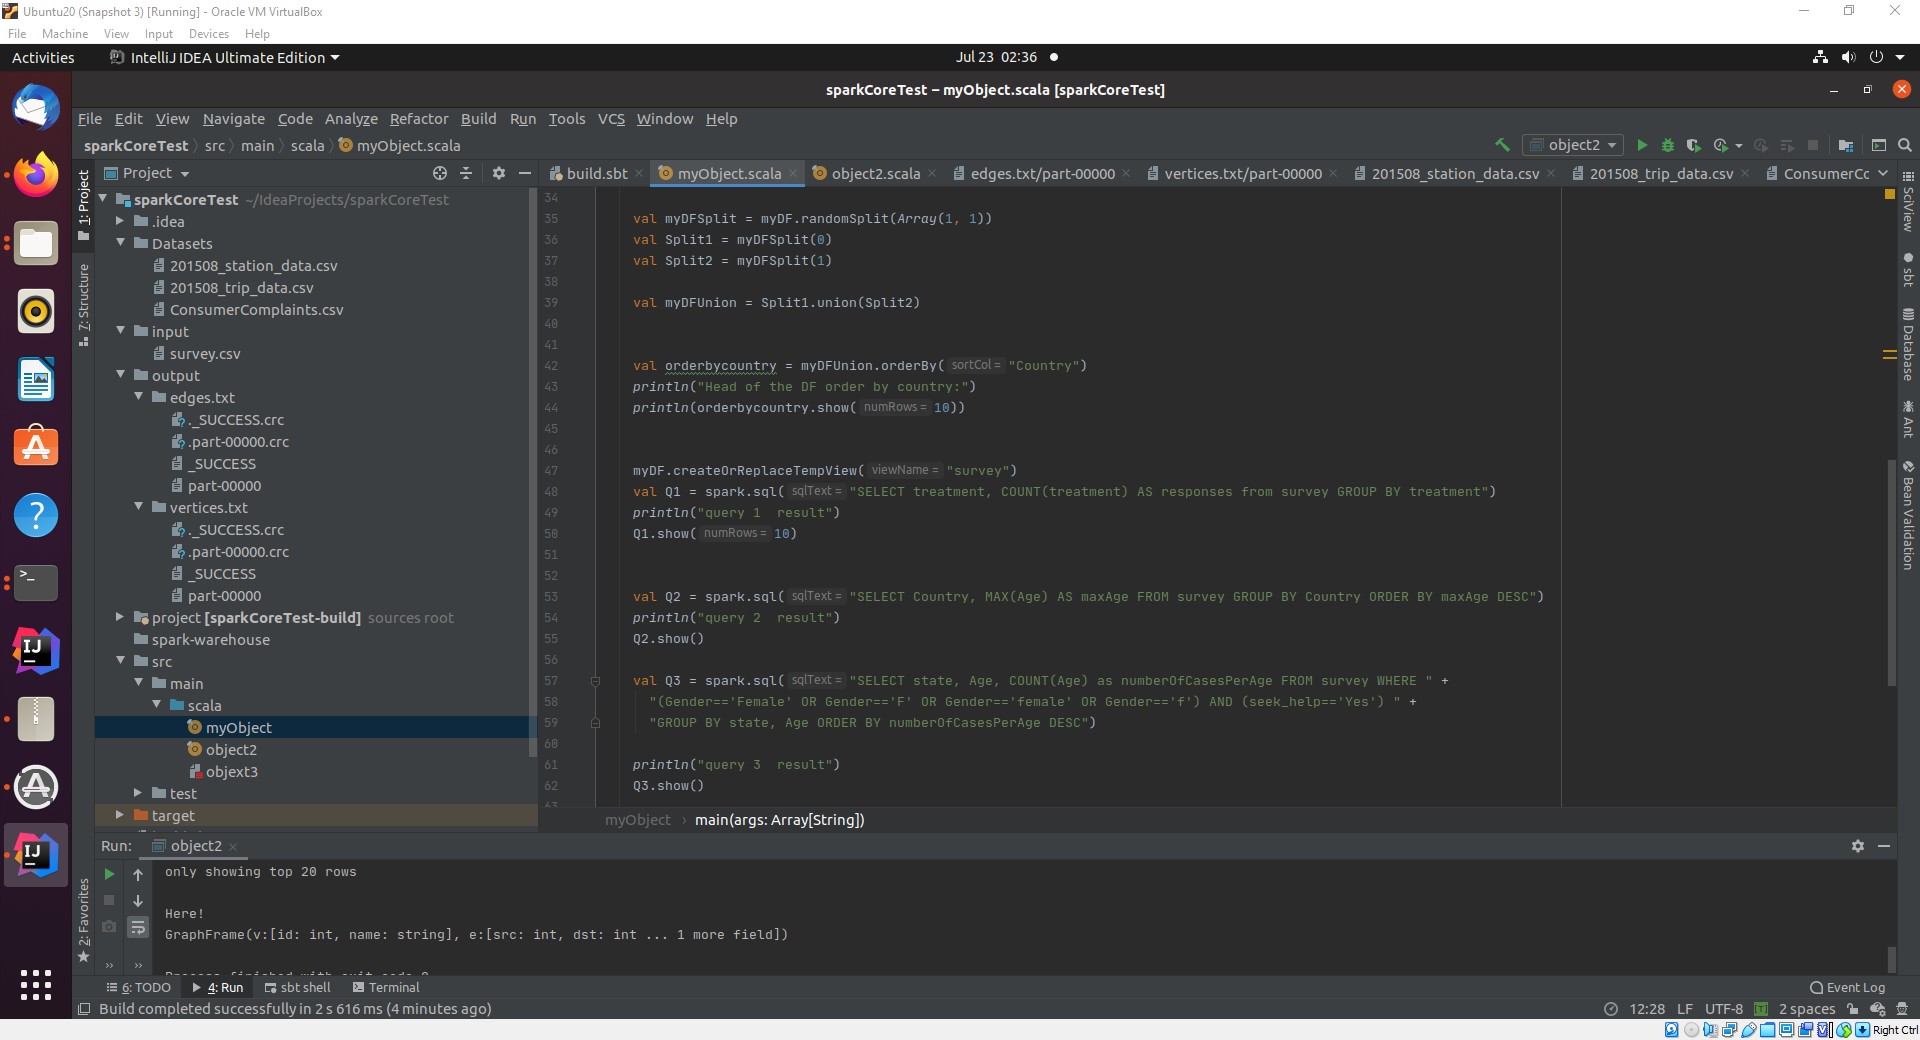 Ubuntu20 (Snapshot 3) [Running] - Oracle VM VirtualBox
File Machine View Input Devices Help
Activities IntelliJ IDEA Ultimate Edition Jul 23 02:36
sparkCoreTest – myObject.scala [sparkCoreTest]
File Edit View Navigate Code Analyze Refactor Build Run Tools VCS Window Help
sparkCoreTest src main scala myObject.scala object2
Project build.sbt myObject.scala object2.scala edges.txt/part-00000 vertices.txt/part-00000 201508_station_data.csv 201508_trip_data.csv ConsumerCc
1: Project
7: Structure
2: Favorites
sparkCoreTest ~/IdeaProjects/sparkCoreTest
.idea
Datasets
201508_station_data.csv
201508_trip_data.csv
ConsumerComplaints.csv
input
survey.csv
output
edges.txt
._SUCCESS.crc
.part-00000.crc
_SUCCESS
part-00000
vertices.txt
._SUCCESS.crc
.part-00000.crc
_SUCCESS
part-00000
project [sparkCoreTest-build] sources root
spark-warehouse
src
main
scala
myObject
object2
objext3
test
target
34
35 val myDFSplit = myDF.randomSplit(Array(1, 1))
36 val Split1 = myDFSplit(0)
37 val Split2 = myDFSplit(1)
38
39 val myDFUnion = Split1.union(Split2)
40
41
42 val orderbycountry = myDFUnion.orderBy( sortCol = "Country")
43 println("Head of the DF order by country:")
44 println(orderbycountry.show( numRows = 10))
45
46
47 myDF.createOrReplaceTempView( viewName = "survey")
48 val Q1 = spark.sql( sqlText = "SELECT treatment, COUNT(treatment) AS responses from survey GROUP BY treatment")
49 println("query 1  result")
50 Q1.show( numRows = 10)
51
52
53 val Q2 = spark.sql( sqlText = "SELECT Country, MAX(Age) AS maxAge FROM survey GROUP BY Country ORDER BY maxAge DESC")
54 println("query 2  result")
55 Q2.show()
56
57 val Q3 = spark.sql( sqlText = "SELECT state, Age, COUNT(Age) as numberOfCasesPerAge FROM survey WHERE " +
58 "(Gender=='Female' OR Gender=='F' OR Gender=='female' OR Gender=='f') AND (seek_help=='Yes') " +
59 "GROUP BY state, Age ORDER BY numberOfCasesPerAge DESC")
60
61 println("query 3  result")
62 Q3.show()
63
myObject main(args: Array[String])
SciView
sbt
Database
Ant
Bean Validation
Run: object2
only showing top 20 rows
Here!
GraphFrame(v:[id: int, name: string], e:[src: int, dst: int ... 1 more field])
Process finished with exit code 0
6: TODO 4: Run sbt shell Terminal Event Log
Build completed successfully in 2 s 616 ms (4 minutes ago) 12:28 LF UTF-8 2 spaces
Right Ctrl